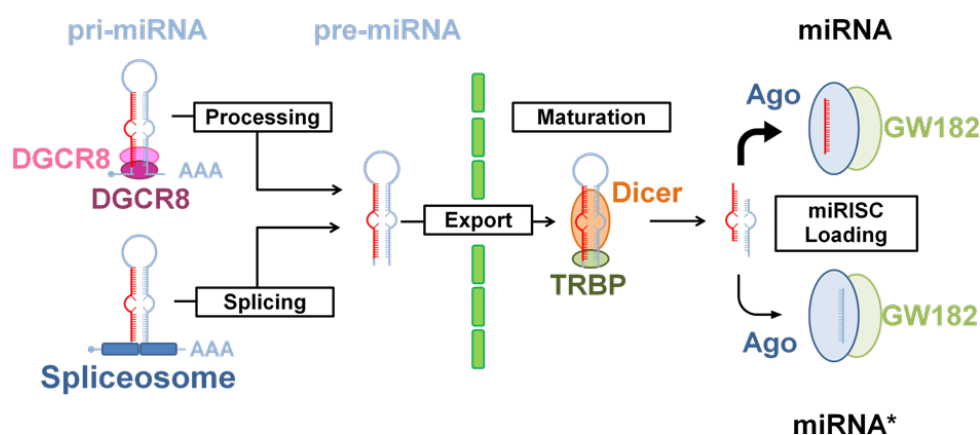 pri-miRNA
pre-miRNA
miRNA
Processing
Maturation
Ago
GW182
DGCR8
AAA
DGCR8
Dicer
Export
miRISC
Loading
TRBP
Splicing
GW182
Ago
AAA
Spliceosome
miRNA*